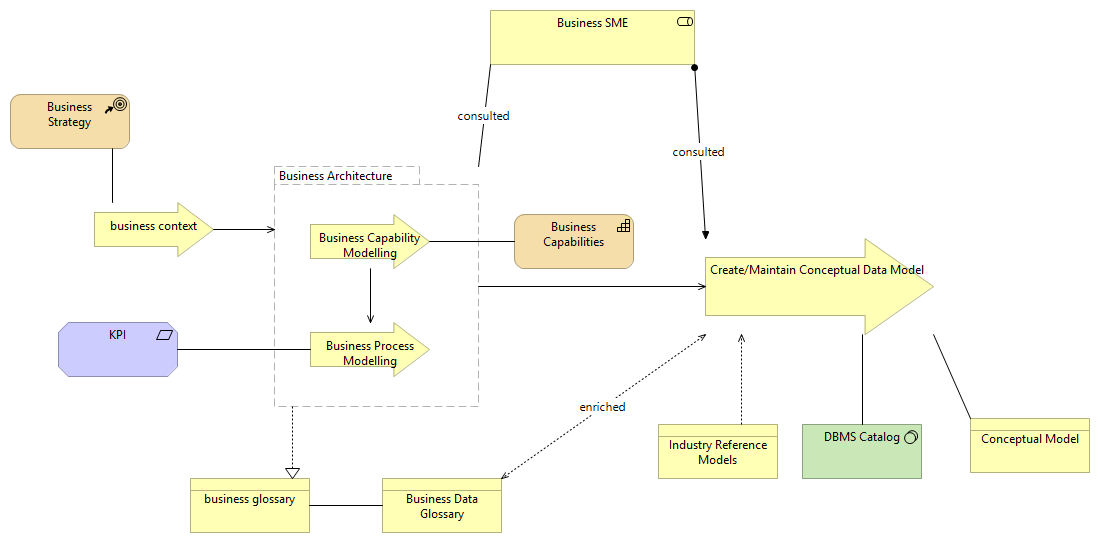 Business SME
Business
Strategy
consulted
consulted
Business Architecture
business context
Business Capability
Modelling
Business
Capabilities
Create/Maintain Conceptual Data Model
KPI
Business Process
Modelling
enriched
Industry Reference
Models
DBMS Catalog
Conceptual Model
business glossary
Business Data
Glossary